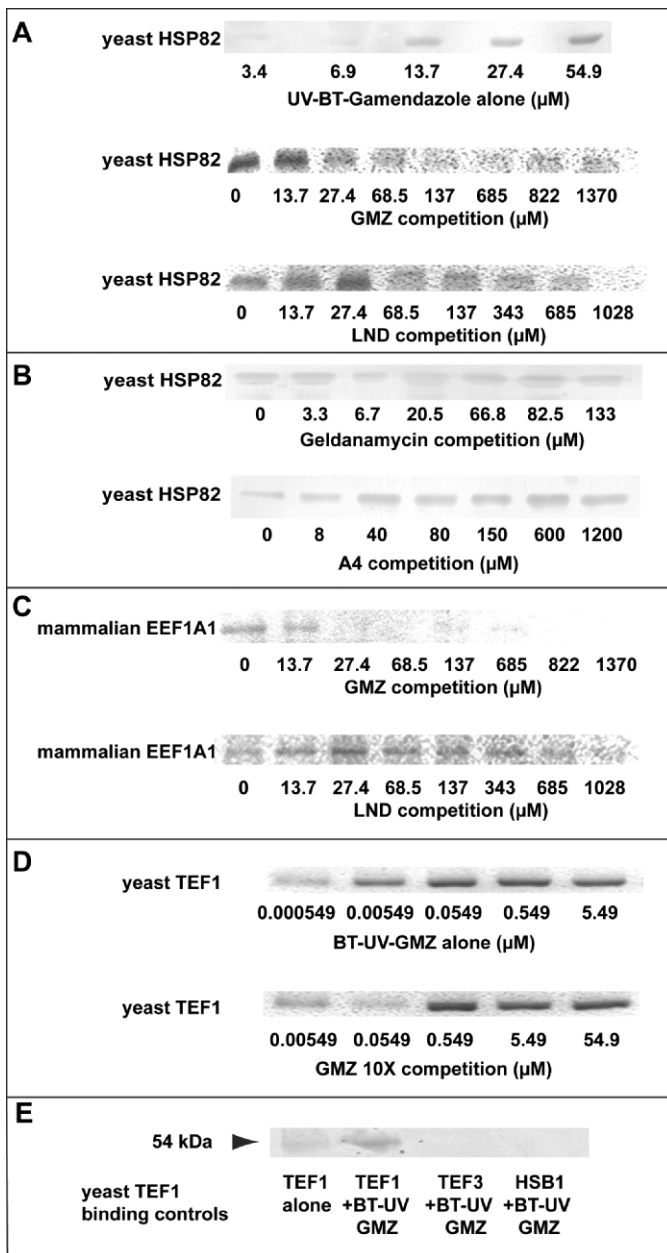 A
yeast HSP82
3.4 6.9 13.7 27.4 54.9
UV-BT-Gamendazole alone (µM)
yeast HSP82
0 13.7 27.4 68.5 137 685 822 1370
GMZ competition (µM)
yeast HSP82
0 13.7 27.4 68.5 137 343 685 1028
LND competition (µM)
B
yeast HSP82
0 3.3 6.7 20.5 66.8 82.5 133
Geldanamycin competition (µM)
yeast HSP82
0 8 40 80 150 600 1200
A4 competition (µM)
C
mammalian EEF1A1
0 13.7 27.4 68.5 137 685 822 1370
GMZ competition (µM)
mammalian EEF1A1
0 13.7 27.4 68.5 137 343 685 1028
LND competition (µM)
D
yeast TEF1
0.000549 0.00549 0.0549 0.549 5.49
BT-UV-GMZ alone (µM)
yeast TEF1
0.00549 0.0549 0.549 5.49 54.9
GMZ 10X competition (µM)
E
54 kDa
yeast TEF1
binding controls
TEF1 TEF1 TEF3 HSB1
alone +BT-UV +BT-UV +BT-UV
GMZ GMZ GMZ